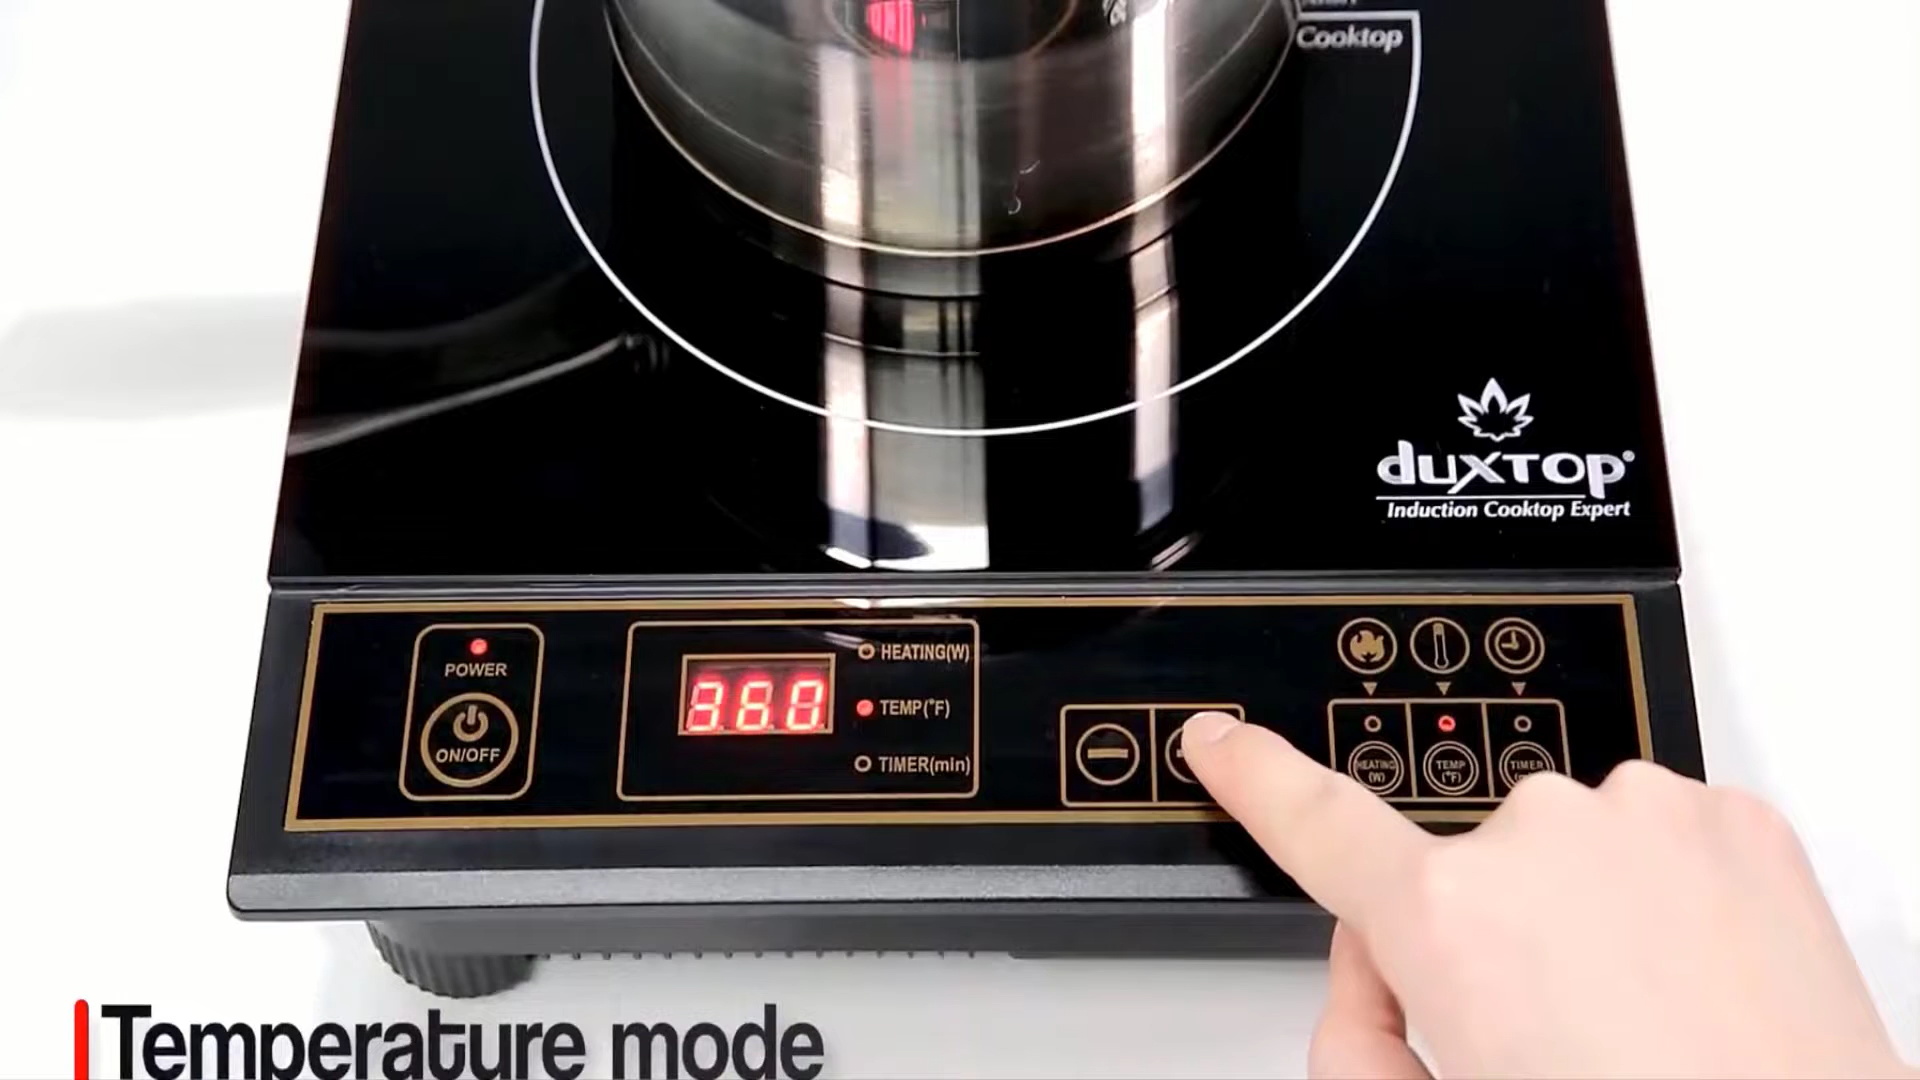 Cooktop
duxtop®
Induction Cooktop Expert
POWER
ON/OFF
360
HEATING(W)
TEMP(°F)
TIMER(min)
HEATING
(W)
TEMP
(°F)
TIMER
Temperature mode